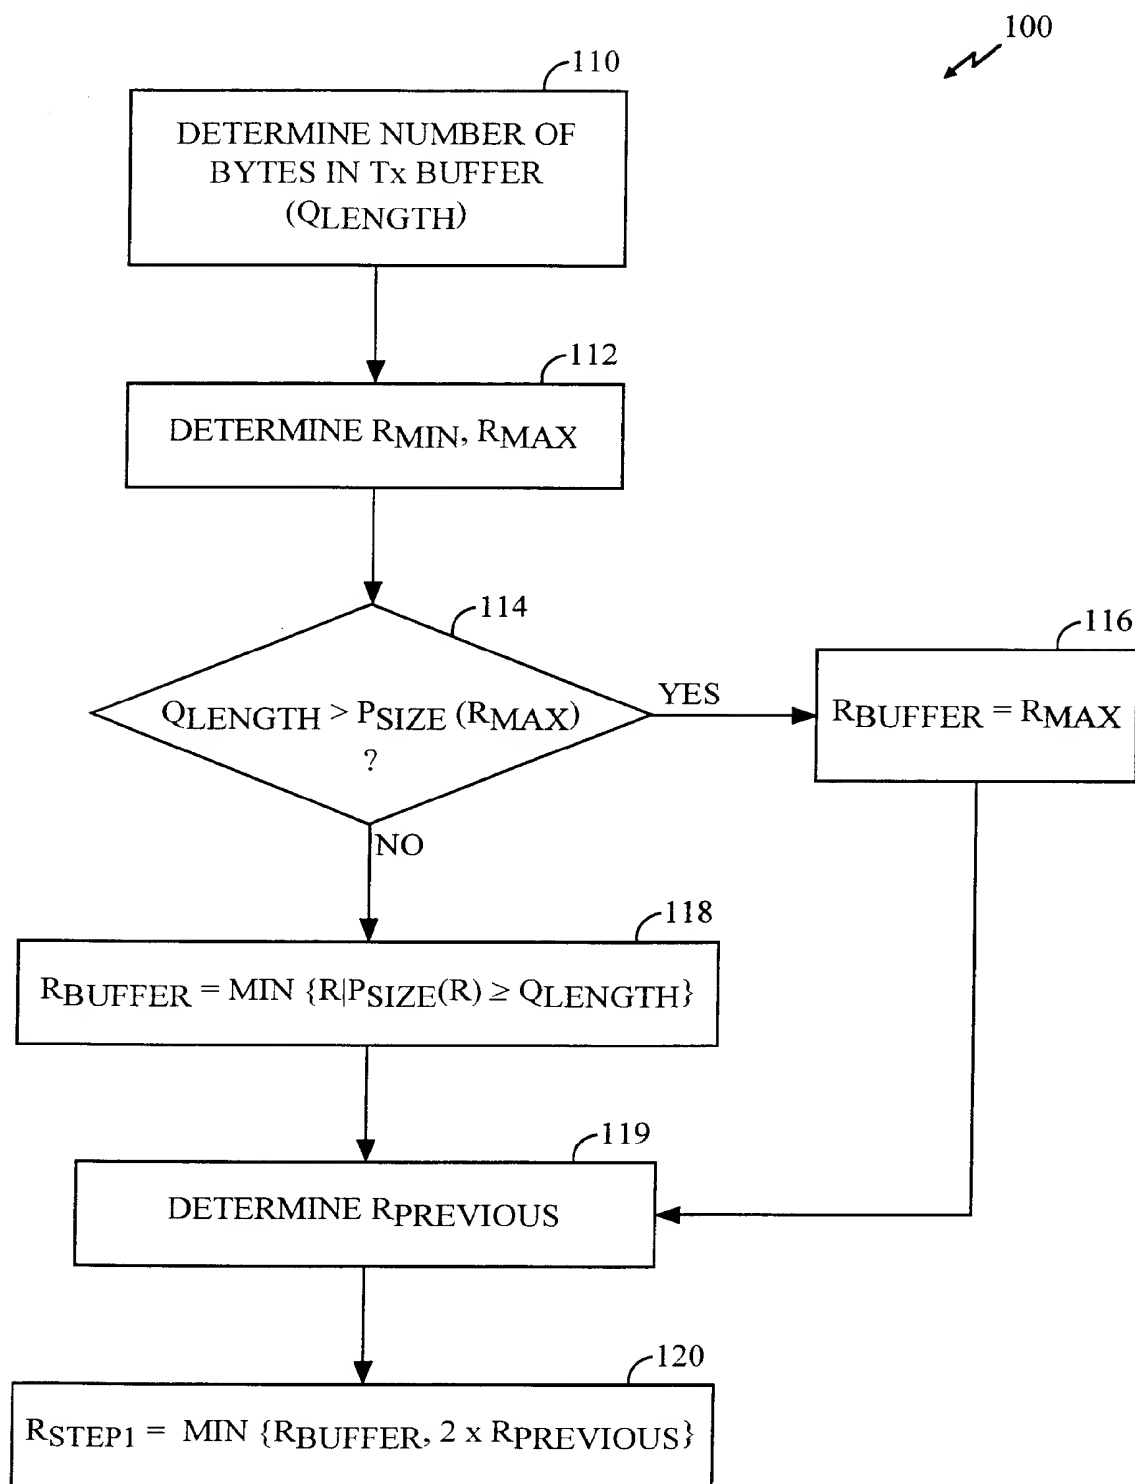 100
110
DETERMINE NUMBER OF
BYTES IN Tx BUFFER
(QLENGTH)
112
DETERMINE RMIN, RMAX
114
QLENGTH > PSIZE (RMAX)
?
YES
116
RBUFFER = RMAX
NO
118
RBUFFER = MIN {R|PSIZE(R) ≥ QLENGTH}
119
DETERMINE RPREVIOUS
120
RSTEP1 = MIN {RBUFFER, 2 x RPREVIOUS}